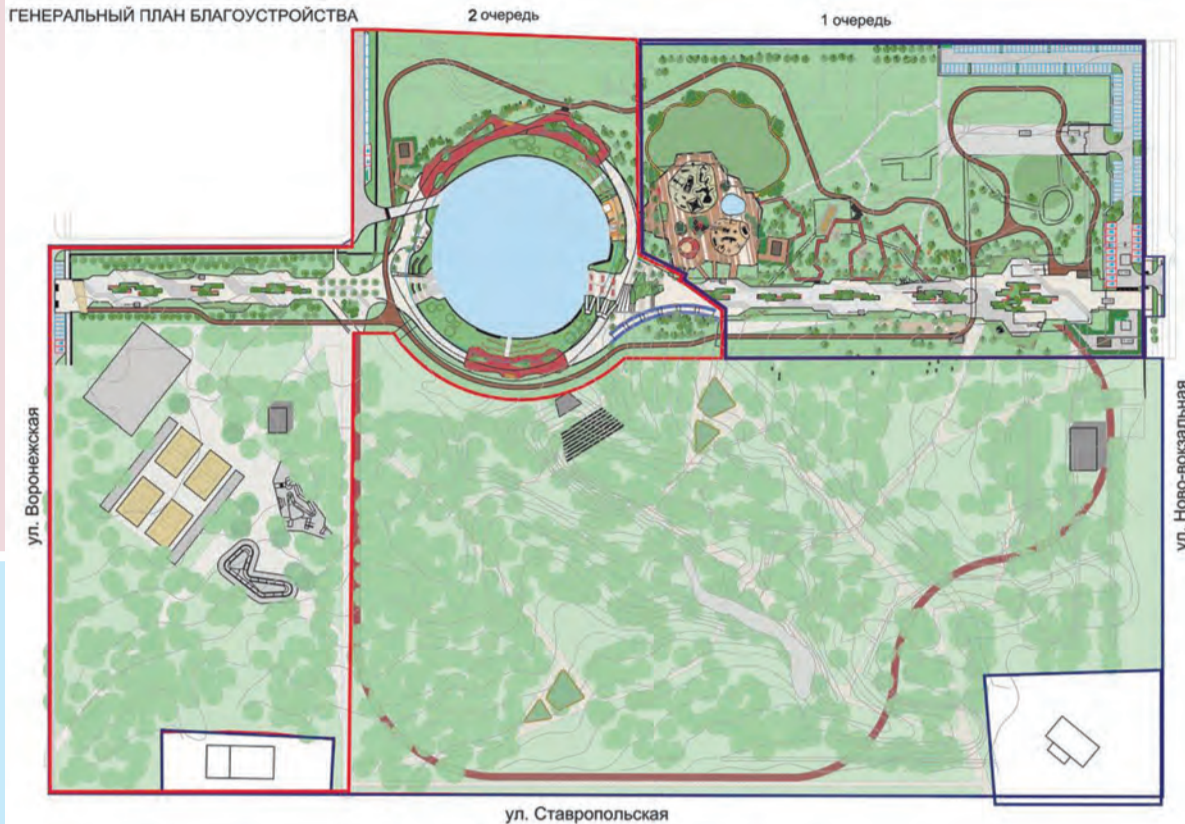 ГЕНЕРАЛЬНЫЙ ПЛАН БЛАГОУСТРОЙСТВА
2 очередь
1 очередь
ул. Воронежская
ул. Ново-вокзальная
ул. Ставропольская